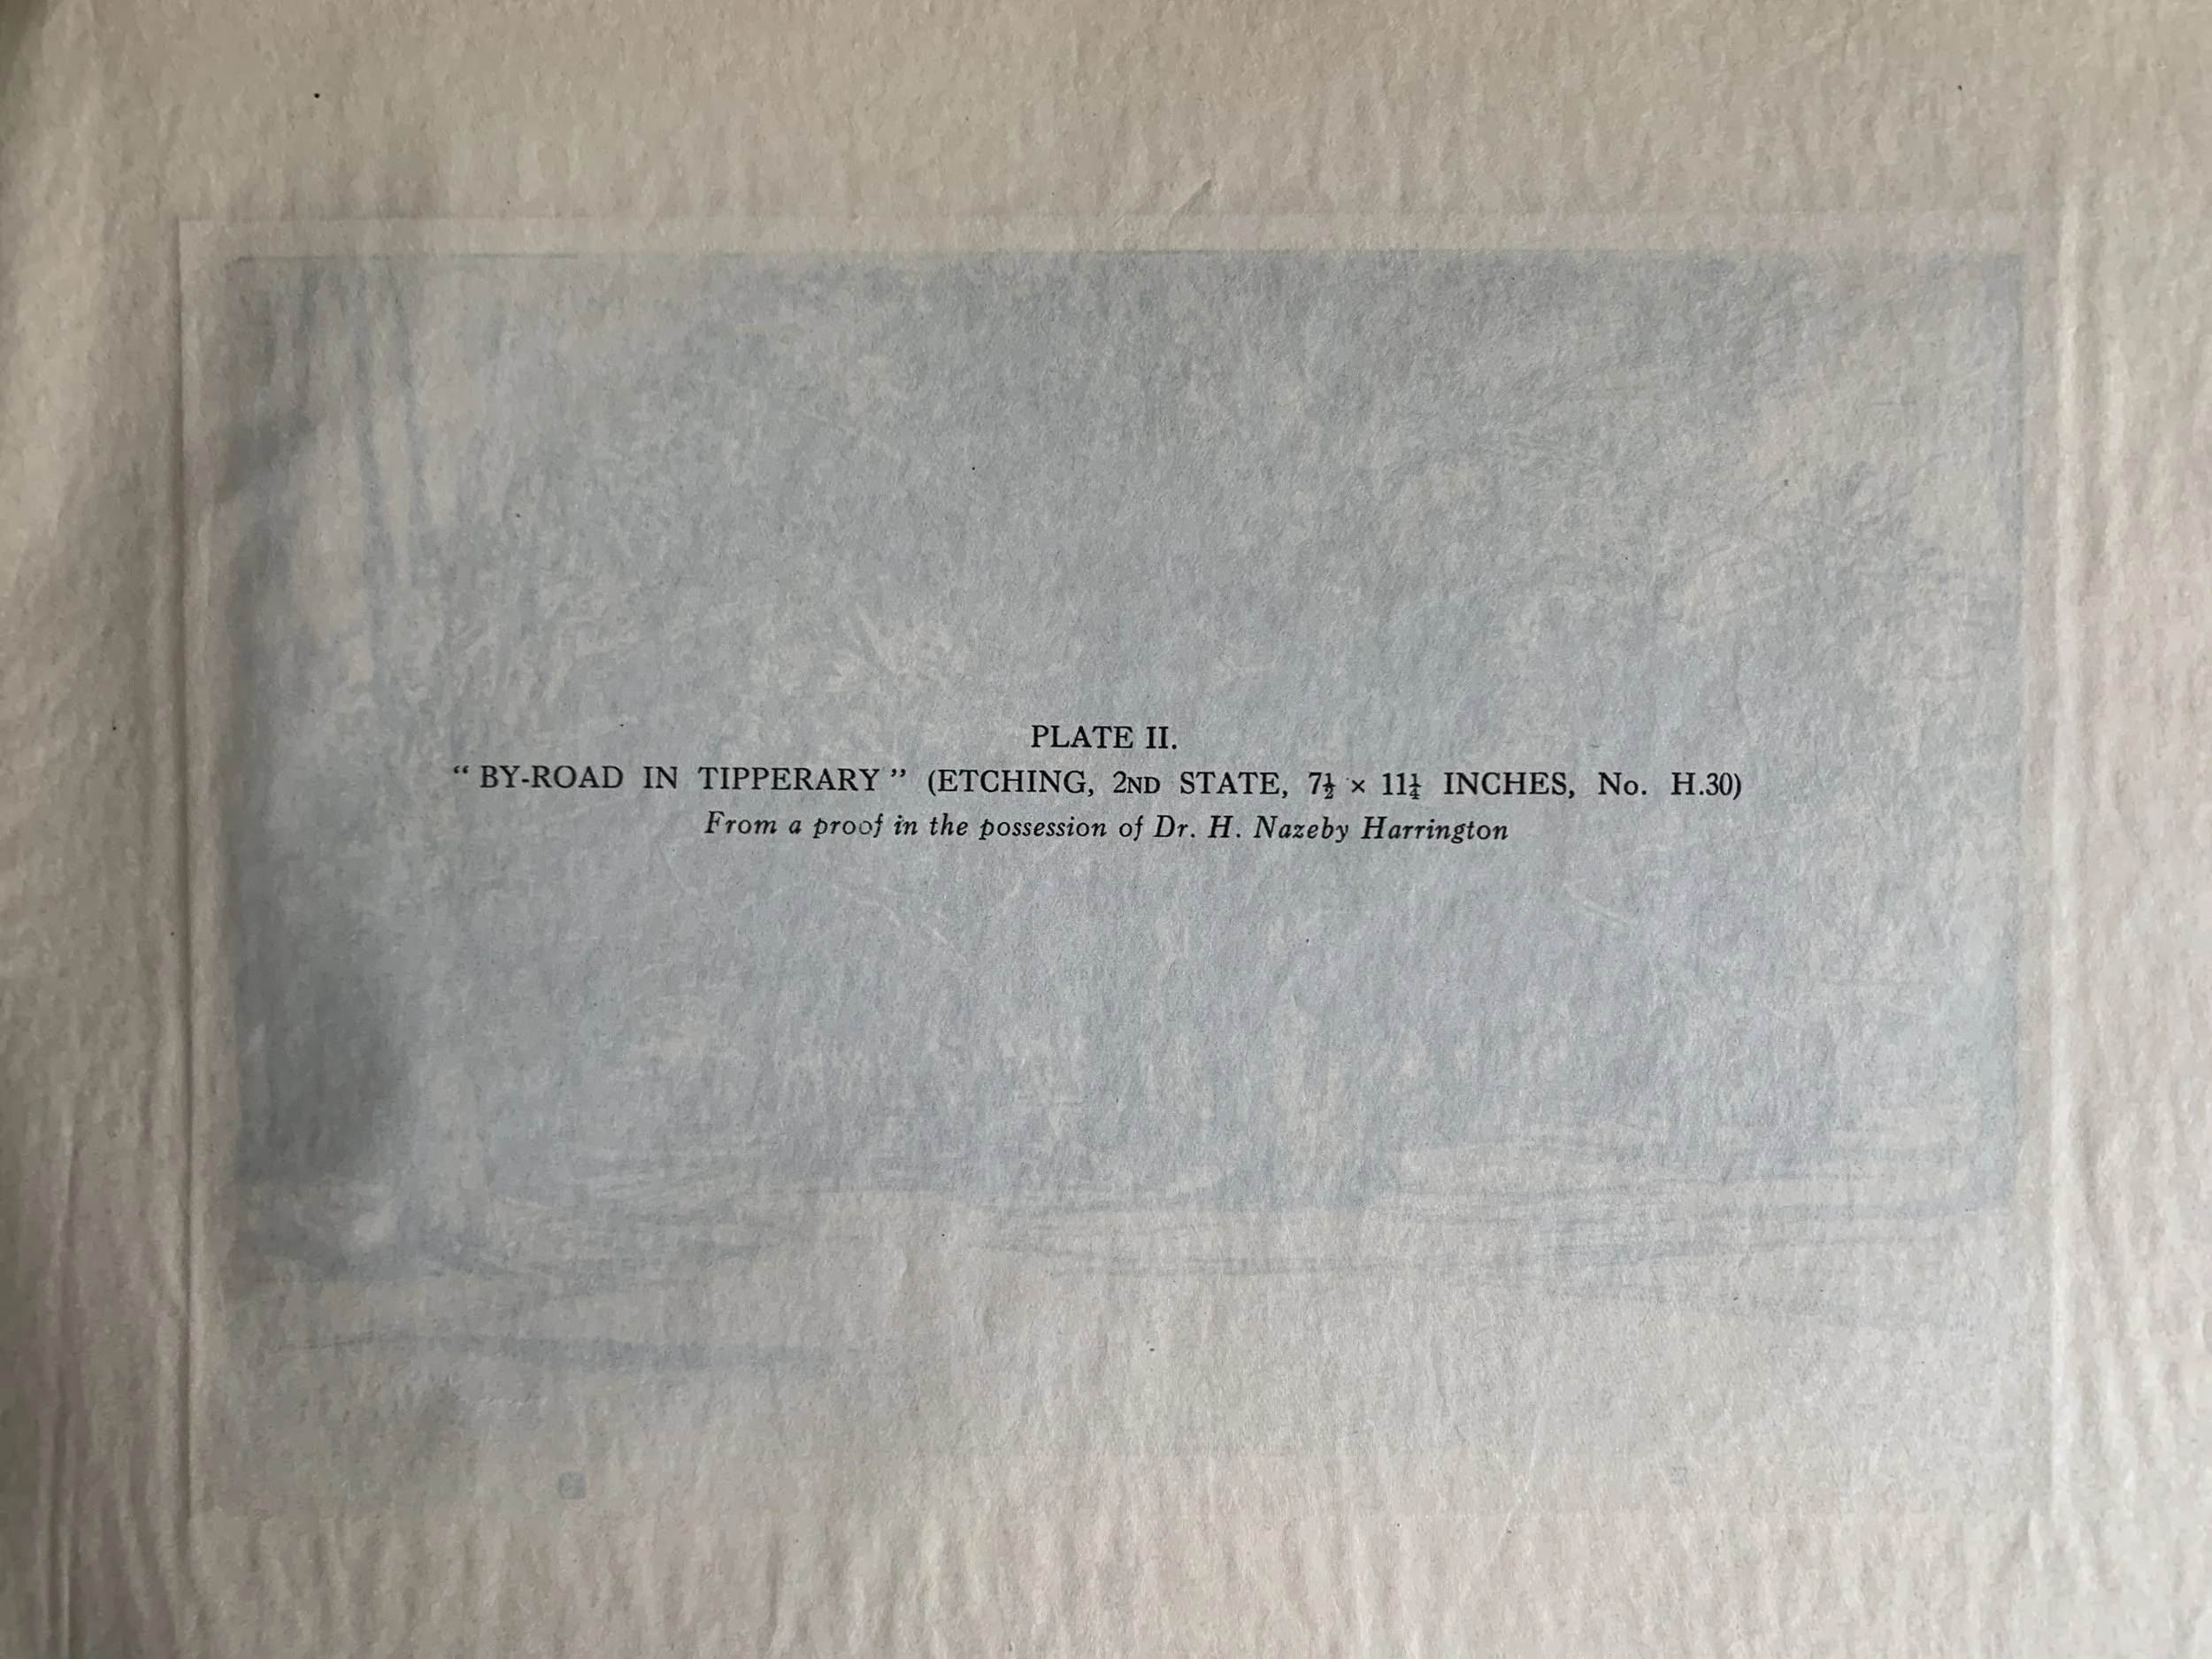 PLATE II.
“ BY-ROAD IN TIPPERARY ” (ETCHING, 2ND STATE, 7½ × 11¼ INCHES, No. H.30)
From a proof in the possession of Dr. H. Nazeby Harrington